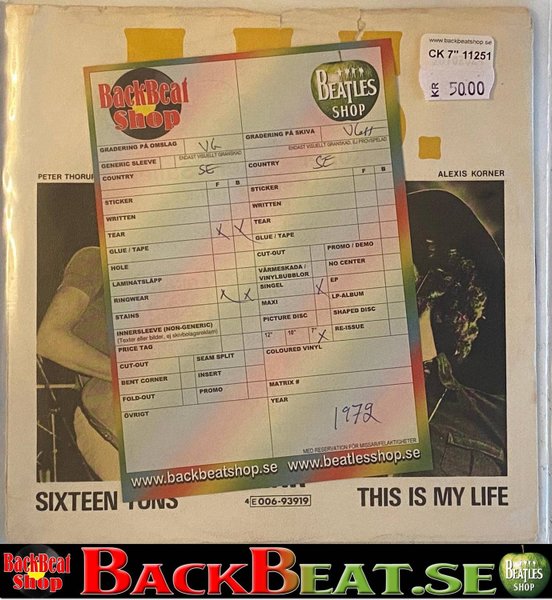 www.backbeatshop.se
CK 7" 11251
KR 50.00
BackBeat
Shop
BEATLES
SHOP
PETER THORUP
ALEXIS KORNER
GRADERING PÅ OMSLAG VG
ENDAST VISUELLT GRANSKAD
GENERIC SLEEVE
COUNTRY SE
F B
STICKER
WRITTEN
TEAR X X
GLUE / TAPE
HOLE
LAMINATSLÄPP
RINGWEAR X X
STAINS
INNERSLEEVE (NON-GENERIC)
(Texter eller bilder, ej skivbolagsreklam)
PRICE TAG
CUT-OUT SEAM SPLIT
BENT CORNER INSERT
FOLD-OUT PROMO
ÖVRIGT
GRADERING PÅ SKIVA VG++
ENDAST VISUELLT GRANSKAD, EJ PROVSPELAD
COUNTRY SE
F B
STICKER
WRITTEN
TEAR
GLUE / TAPE
CUT-OUT PROMO / DEMO
VÄRMESKADA /
VINYLBUBBLOR NO CENTER
SINGEL X EP
MAXI LP-ALBUM
PICTURE DISC SHAPED DISC
12" 10" 7" X RE-ISSUE
COLOURED VINYL
MATRIX #
YEAR
1972
MED RESERVATION FÖR MISSAR/FELAKTIGHETER.
www.backbeatshop.se www.beatlesshop.se
SIXTEEN TONS
4E006-93919
THIS IS MY LIFE
BackBeat
Shop
BACKBEAT.SE
BEATLES
SHOP